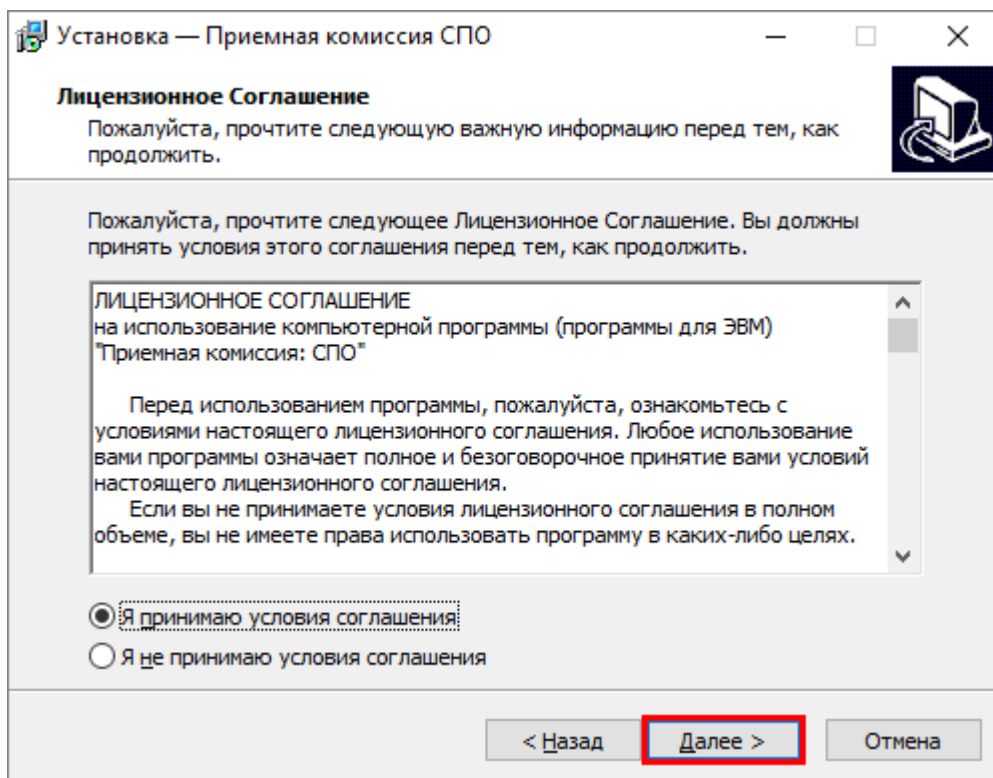 Установка — Приемная комиссия СПО
Лицензионное Соглашение
Пожалуйста, прочтите следующую важную информацию перед тем, как
продолжить.
Пожалуйста, прочтите следующее Лицензионное Соглашение. Вы должны
принять условия этого соглашения перед тем, как продолжить.
ЛИЦЕНЗИОННОЕ СОГЛАШЕНИЕ
на использование компьютерной программы (программы для ЭВМ)
"Приемная комиссия: СПО"
Перед использованием программы, пожалуйста, ознакомьтесь с
условиями настоящего лицензионного соглашения. Любое использование
вами программы означает полное и безоговорочное принятие вами условий
настоящего лицензионного соглашения.
Если вы не принимаете условия лицензионного соглашения в полном
объеме, вы не имеете права использовать программу в каких-либо целях.
Я принимаю условия соглашения
Я не принимаю условия соглашения
< Назад
Далее >
Отмена